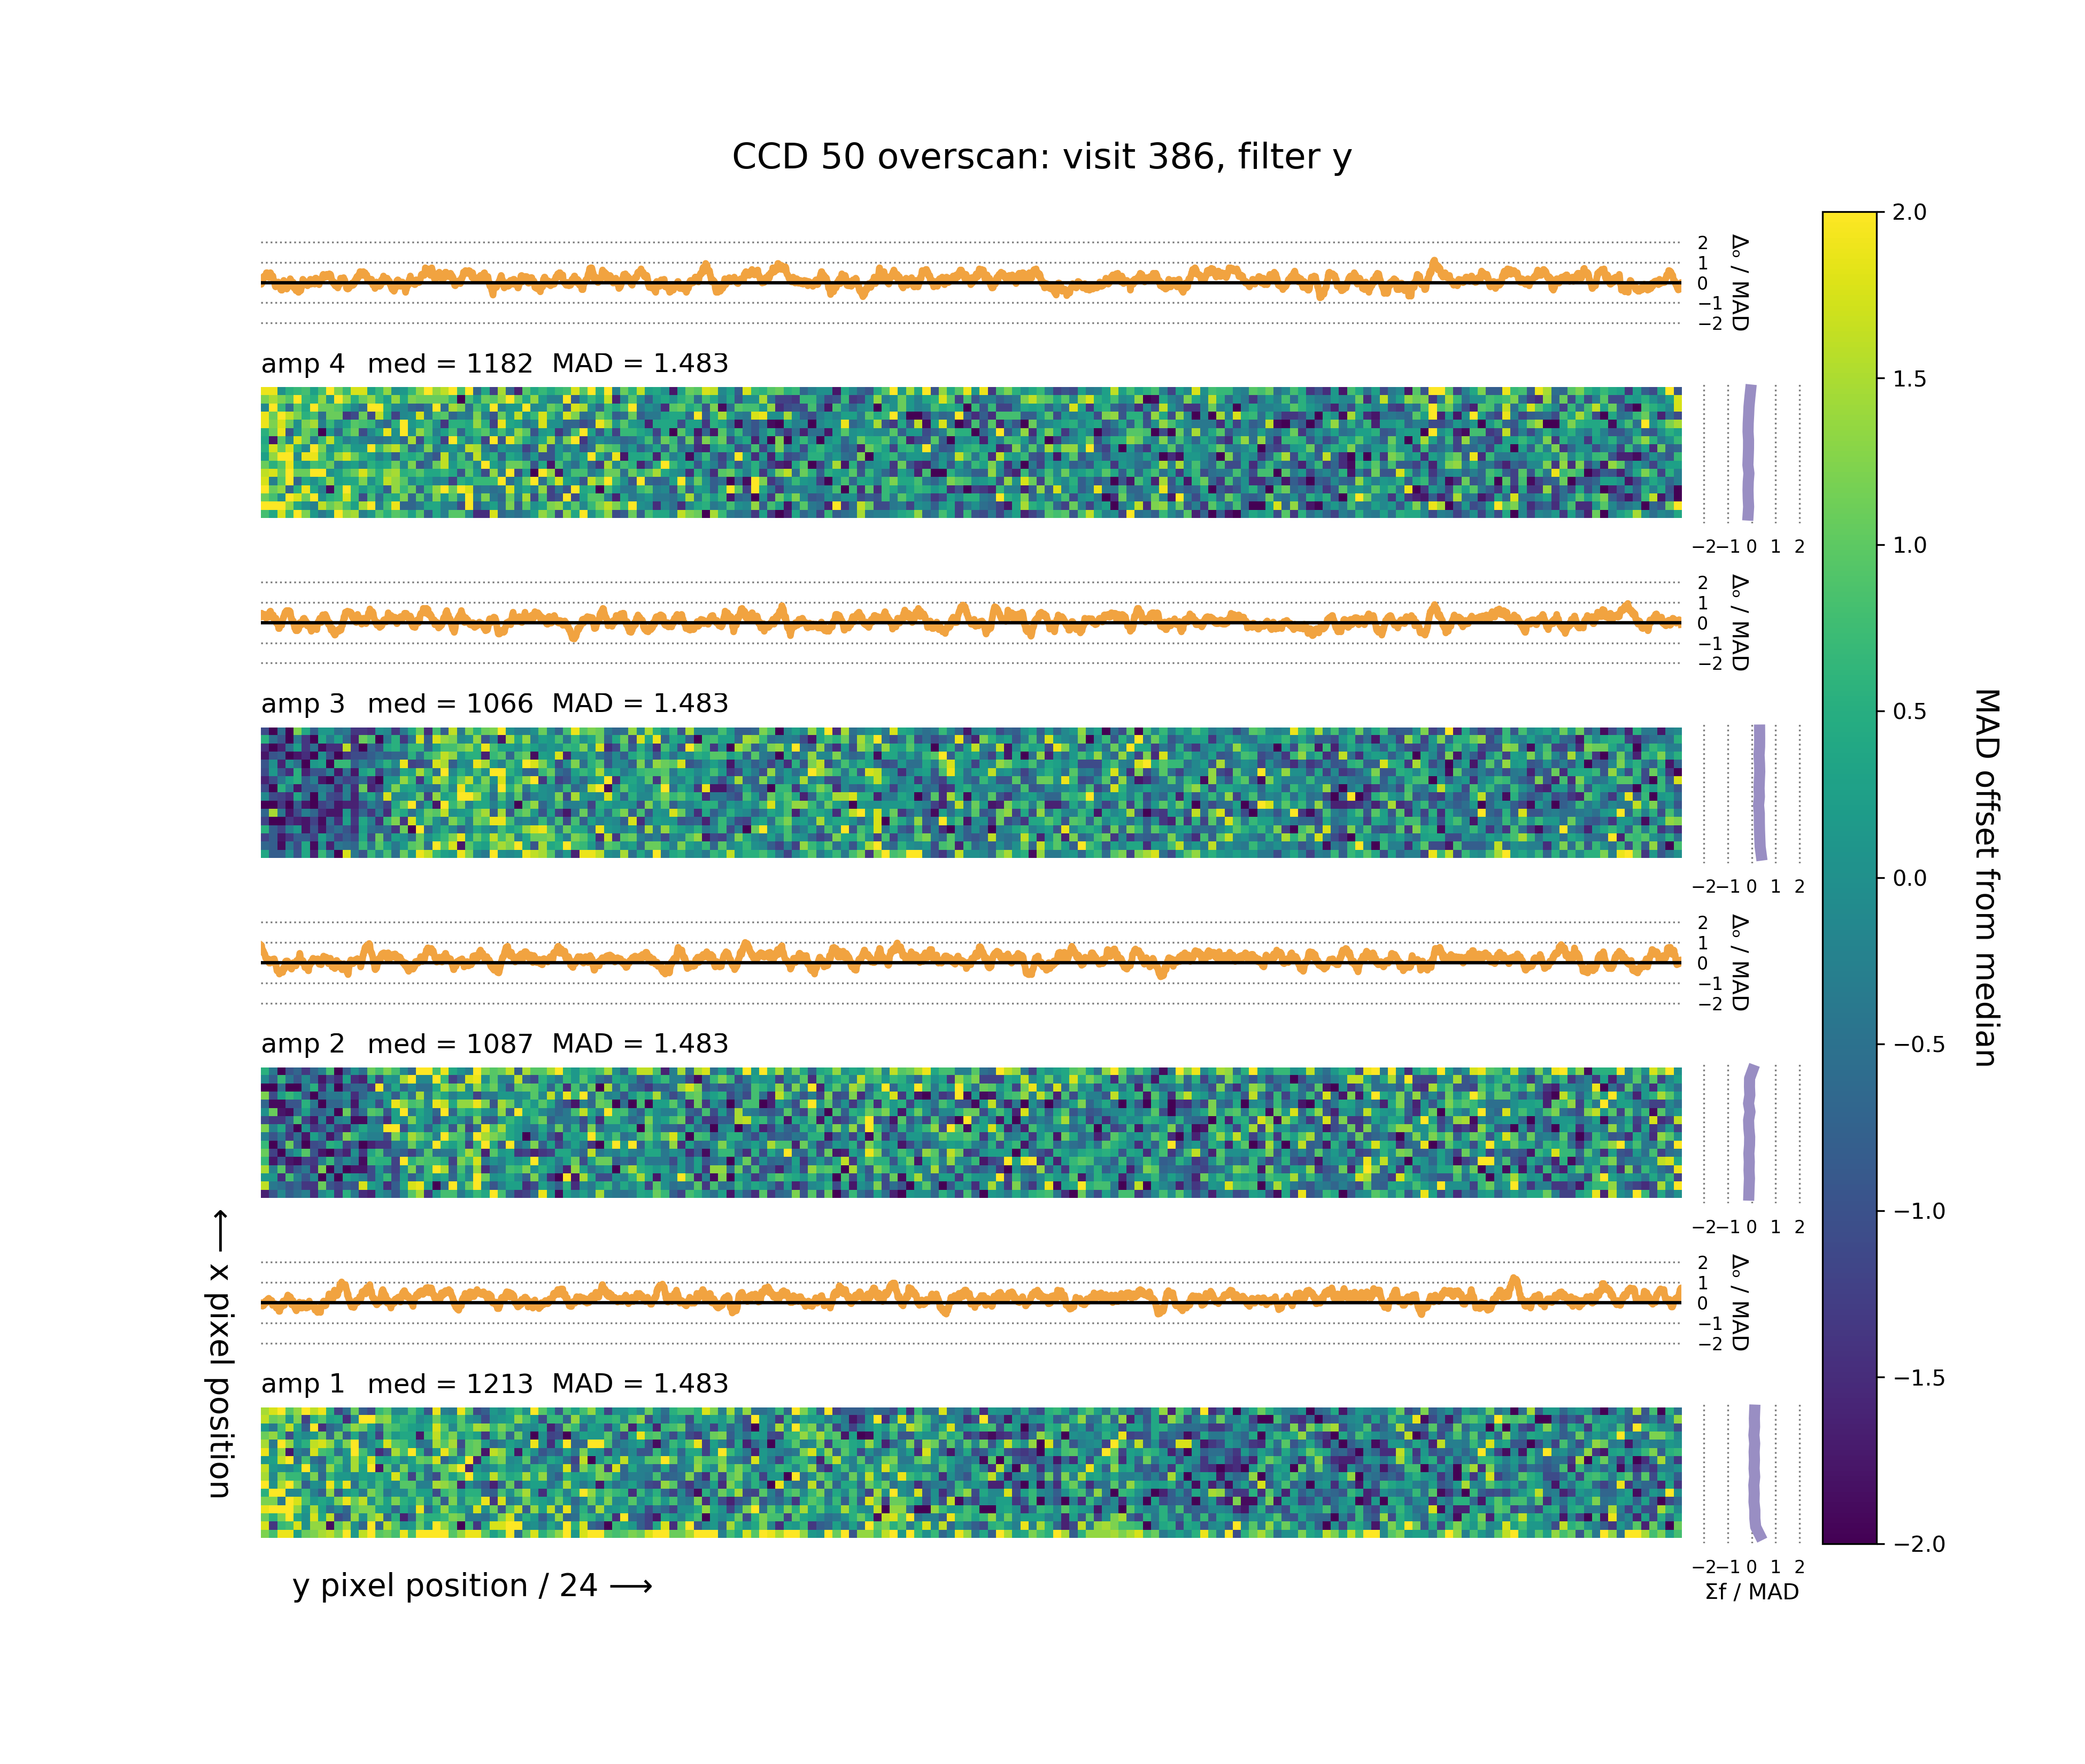 CCD 50 overscan: visit 386, filter y
2
1
0
−1
−2
Δₒ / MAD
amp 4 med = 1182 MAD = 1.483
−2 −1 0 1 2
2
1
0
−1
−2
Δₒ / MAD
amp 3 med = 1066 MAD = 1.483
−2 −1 0 1 2
2
1
0
−1
−2
Δₒ / MAD
amp 2 med = 1087 MAD = 1.483
−2 −1 0 1 2
2
1
0
−1
−2
Δₒ / MAD
amp 1 med = 1213 MAD = 1.483
−2 −1 0 1 2
Σf / MAD
y pixel position / 24 ⟶
⟵ x pixel position
2.0
1.5
1.0
0.5
0.0
−0.5
−1.0
−1.5
−2.0
MAD offset from median